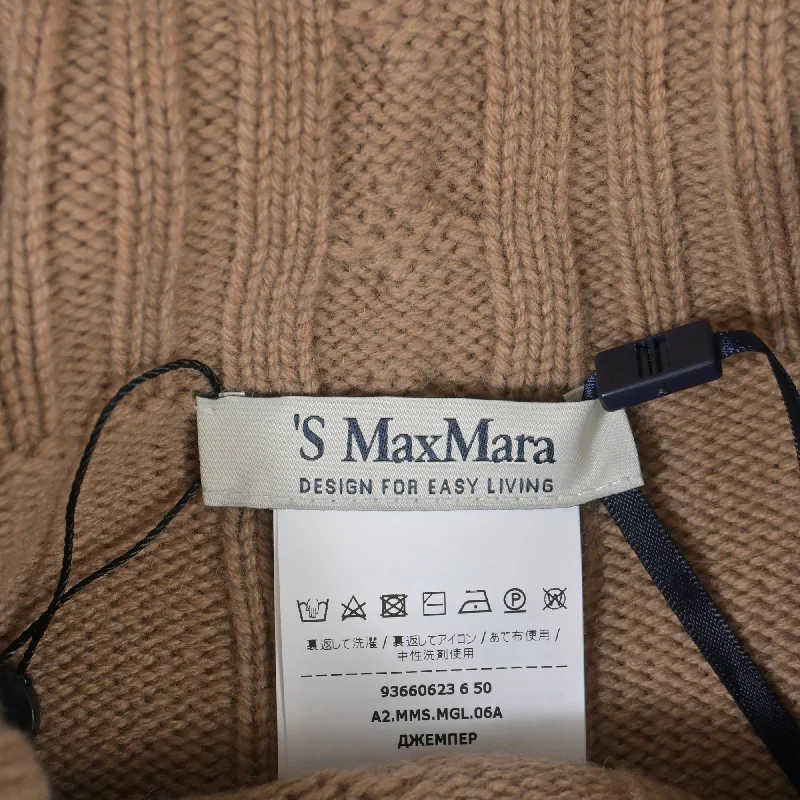 'S MaxMara
DESIGN FOR EASY LIVING
裏返して洗濯 / 裏返してアイコン / あて布使用 /
中性洗剤使用
93660623 6 50
A2.MMS.MGL.06A
ДЖЕМПЕР